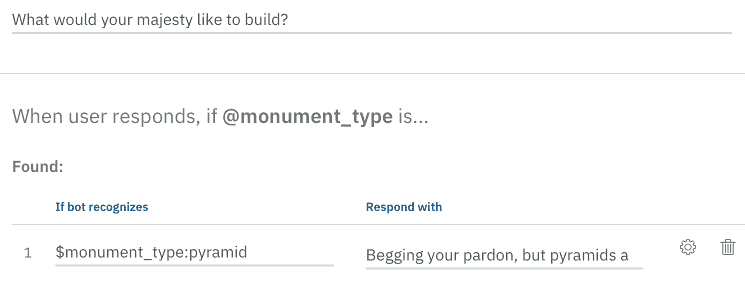 What would your majesty like to build?
When user responds, if @monument_type is...
Found:
If bot recognizes Respond with
1 $monument_type:pyramid Begging your pardon, but pyramids a